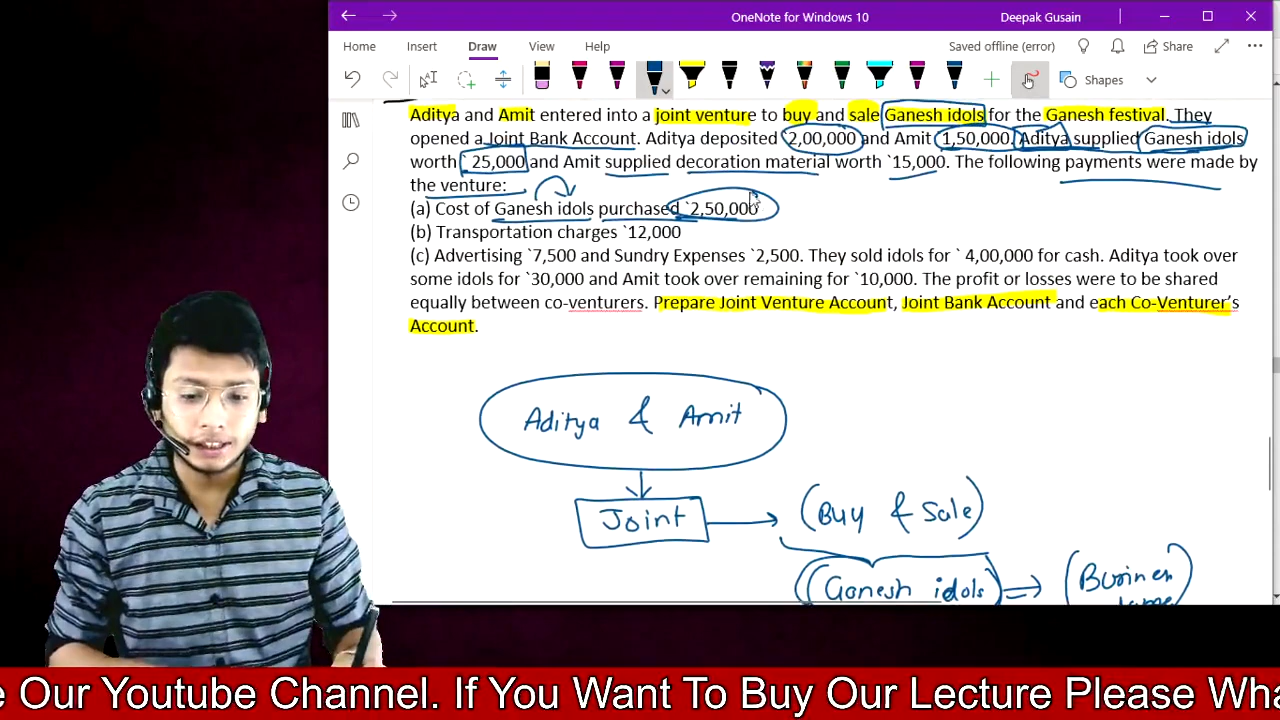 OneNote for Windows 10
Deepak Gusain
Home Insert Draw View Help
Saved offline (error)
Share
Shapes
Aditya and Amit entered into a joint venture to buy and sale Ganesh idols for the Ganesh festival. They
opened a Joint Bank Account. Aditya deposited `2,00,000 and Amit `1,50,000. Aditya supplied Ganesh idols
worth `25,000 and Amit supplied decoration material worth `15,000. The following payments were made by
the venture:
(a) Cost of Ganesh idols purchased `2,50,000
(b) Transportation charges `12,000
(c) Advertising `7,500 and Sundry Expenses `2,500. They sold idols for ` 4,00,000 for cash. Aditya took over
some idols for `30,000 and Amit took over remaining for `10,000. The profit or losses were to be shared
equally between co-venturers. Prepare Joint Venture Account, Joint Bank Account and each Co-Venturer's
Account.
Aditya & Amit
Joint
(Buy & Sale)
(Ganesh idols)
e Our Youtube Channel. If You Want To Buy Our Lecture Please Wha